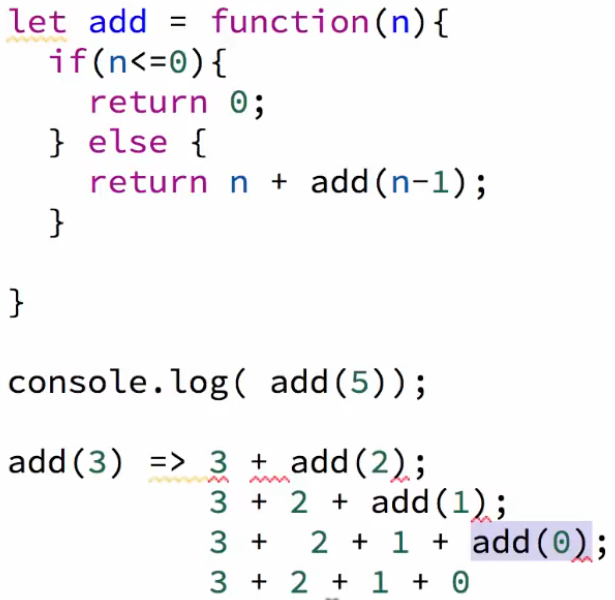 let add = function(n){
  if(n<=0){
    return 0;
  } else {
    return n + add(n-1);
  }
}
console.log( add(5));
add(3) => 3 + add(2);
          3 + 2 + add(1);
          3 +  2 + 1 + add(0);
          3 + 2 + 1 + 0